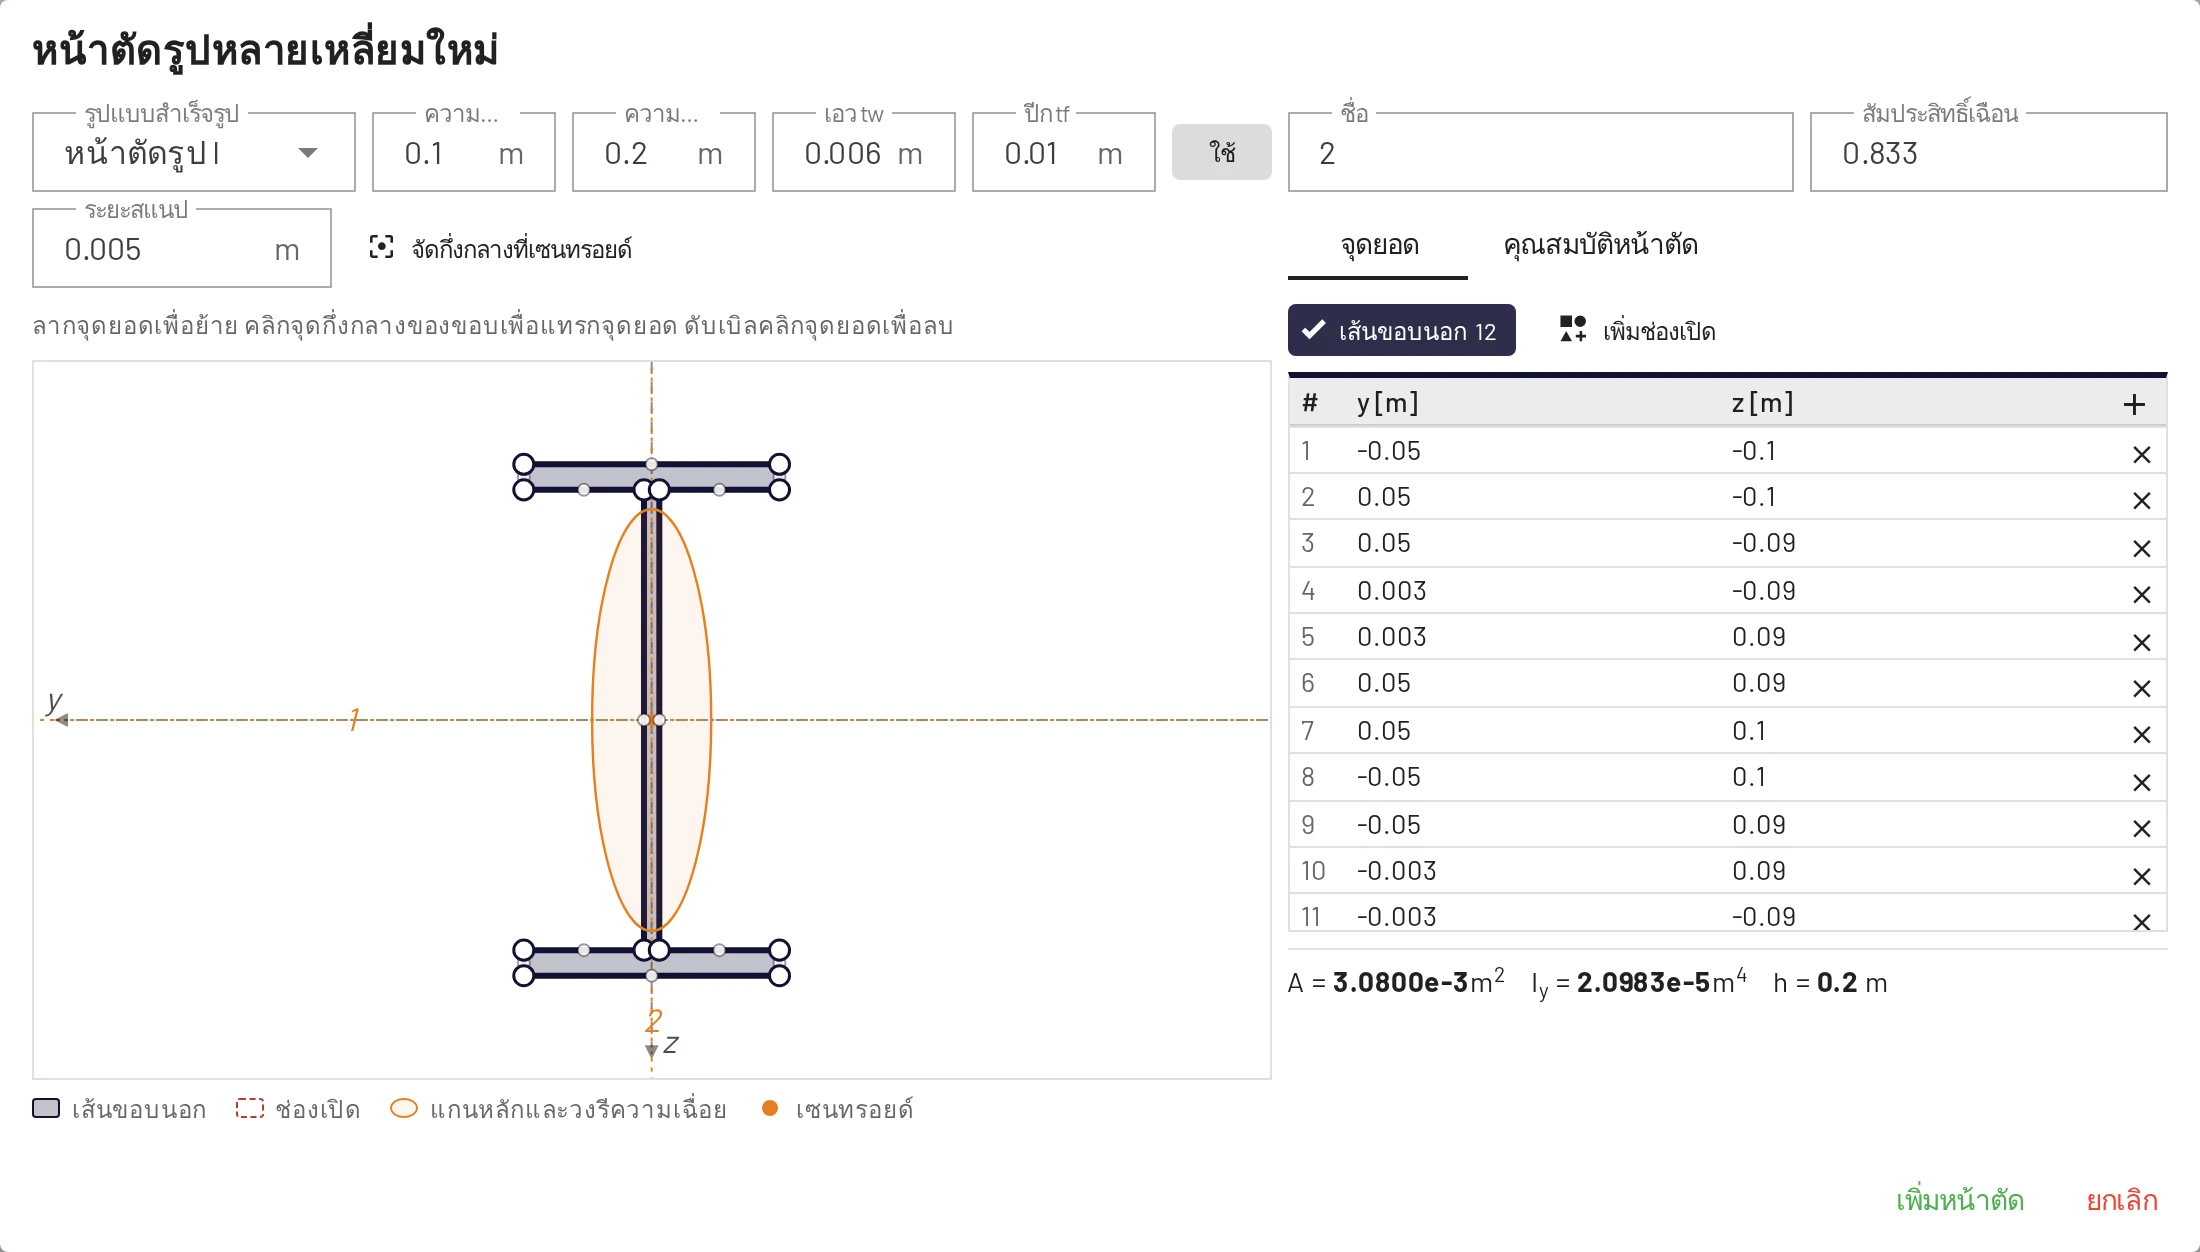 หน้าตัดรูปหลายเหลี่ยมใหม่
รูปแบบสำเร็จรูป
หน้าตัดรูป I
ความ...
0.1 m
ความ...
0.2 m
เอว tw
0.006 m
ปีก tf
0.01 m
ใช้
ชื่อ
2
สัมประสิทธิ์เฉือน
0.833
ระยะสแนป
0.005 m
จัดกึ่งกลางที่เซนทรอยด์
ลากจุดยอดเพื่อย้าย คลิกจุดกึ่งกลางของขอบเพื่อแทรกจุดยอด ดับเบิลคลิกจุดยอดเพื่อลบ
y
1
2
z
เส้นขอบนอก
ช่องเปิด
แกนหลักและวงรีความเฉื่อย
เซนทรอยด์
จุดยอด
คุณสมบัติหน้าตัด
เส้นขอบนอก 12
เพิ่มช่องเปิด
# y [m] z [m]
1 -0.05 -0.1
2 0.05 -0.1
3 0.05 -0.09
4 0.003 -0.09
5 0.003 0.09
6 0.05 0.09
7 0.05 0.1
8 -0.05 0.1
9 -0.05 0.09
10 -0.003 0.09
11 -0.003 -0.09
A = 3.0800e-3m² Iy = 2.0983e-5m⁴ h = 0.2 m
เพิ่มหน้าตัด
ยกเลิก